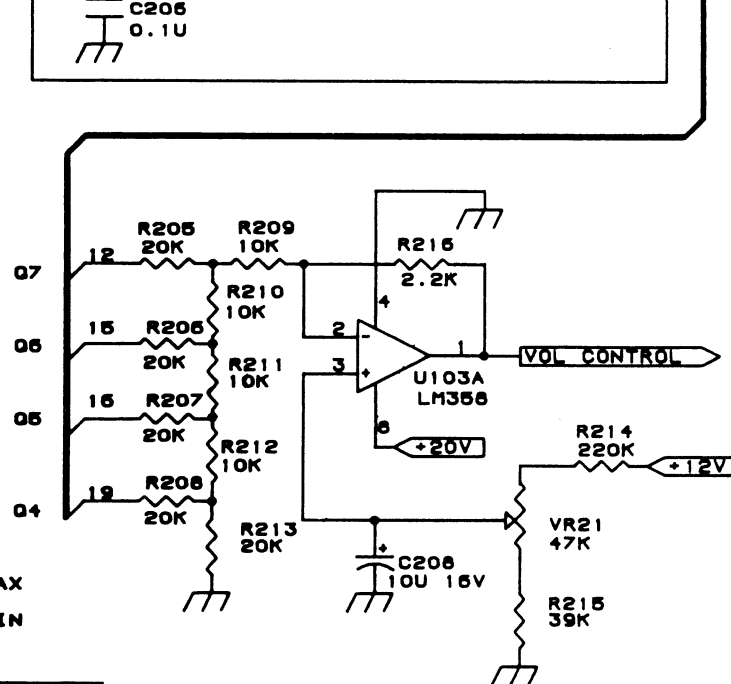 C206
0.1U
R205
20K
R209
10K
R216
2.2K
Q7
12
R210
10K
4
Q6
15
R206
20K
2
-
1
VOL CONTROL
R211
10K
3
+
U103A
LM358
Q5
16
R207
20K
8
+20V
R212
10K
R214
220K
+12V
Q4
19
R208
20K
R213
20K
VR21
47K
+
C208
10U 16V
R215
39K
AX
IN